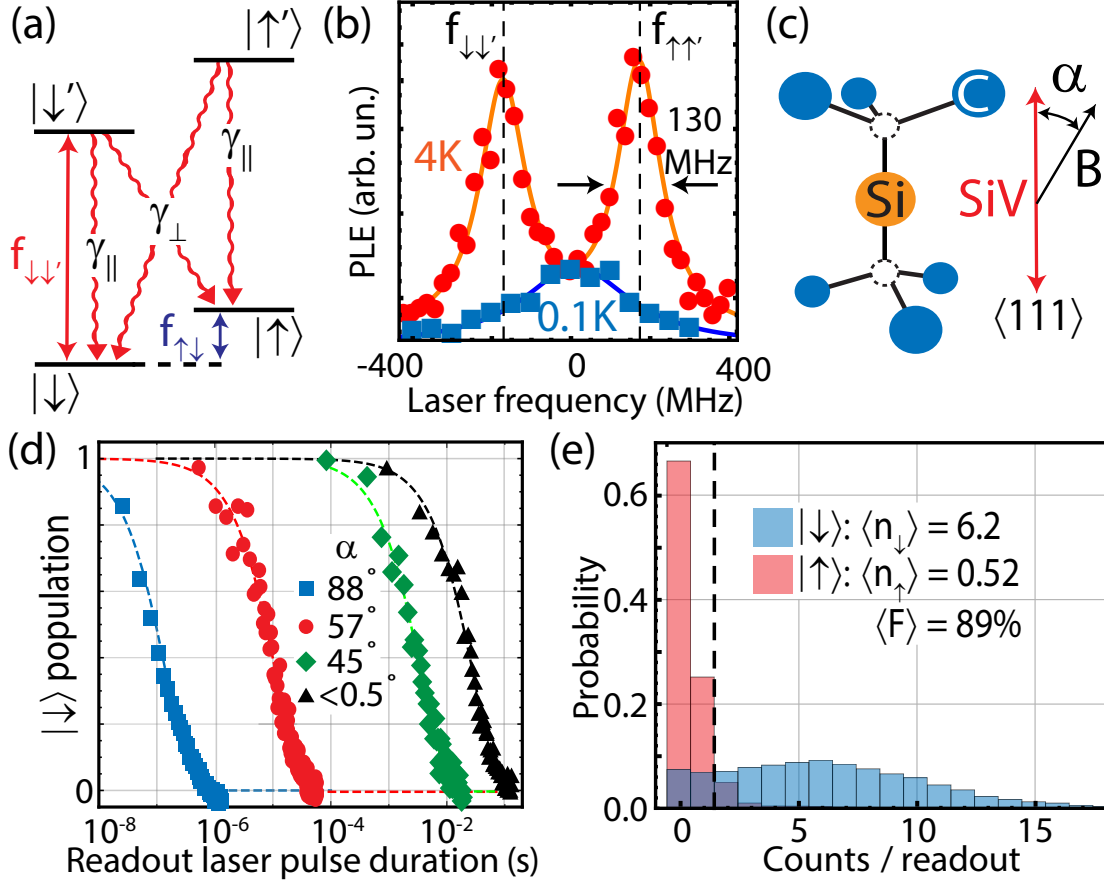 (a)
|↑′⟩
|↓′⟩
γ||
γ⊥
f↓↓′
γ||
f↑↓
|↑⟩
|↓⟩
(b)
f↓↓′
f↑↑′
4K
130
MHz
0.1K
PLE (arb. un.)
-400
0
400
Laser frequency (MHz)
(c)
C
α
B
Si
SiV
⟨111⟩
(d)
1
0
|↓⟩ population
α
88°
57°
45°
<0.5°
10⁻⁸
10⁻⁶
10⁻⁴
10⁻²
Readout laser pulse duration (s)
(e)
Probability
0.6
0.4
0.2
0.0
|↓⟩: ⟨n↓⟩ = 6.2
|↑⟩: ⟨n↑⟩ = 0.52
⟨F⟩ = 89%
0
5
10
15
Counts / readout